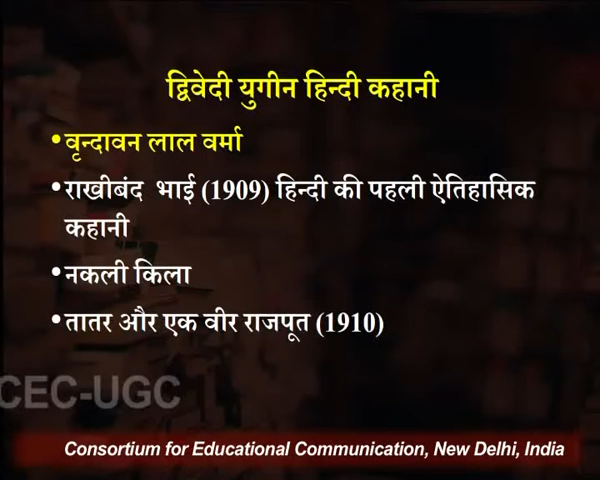 द्विवेदी युगीन हिन्दी कहानी
•वृन्दावन लाल वर्मा
•राखीबंद भाई (1909) हिन्दी की पहली ऐतिहासिक
कहानी
•नकली किला
•तातर और एक वीर राजपूत (1910)
CEC-UGC
Consortium for Educational Communication, New Delhi, India